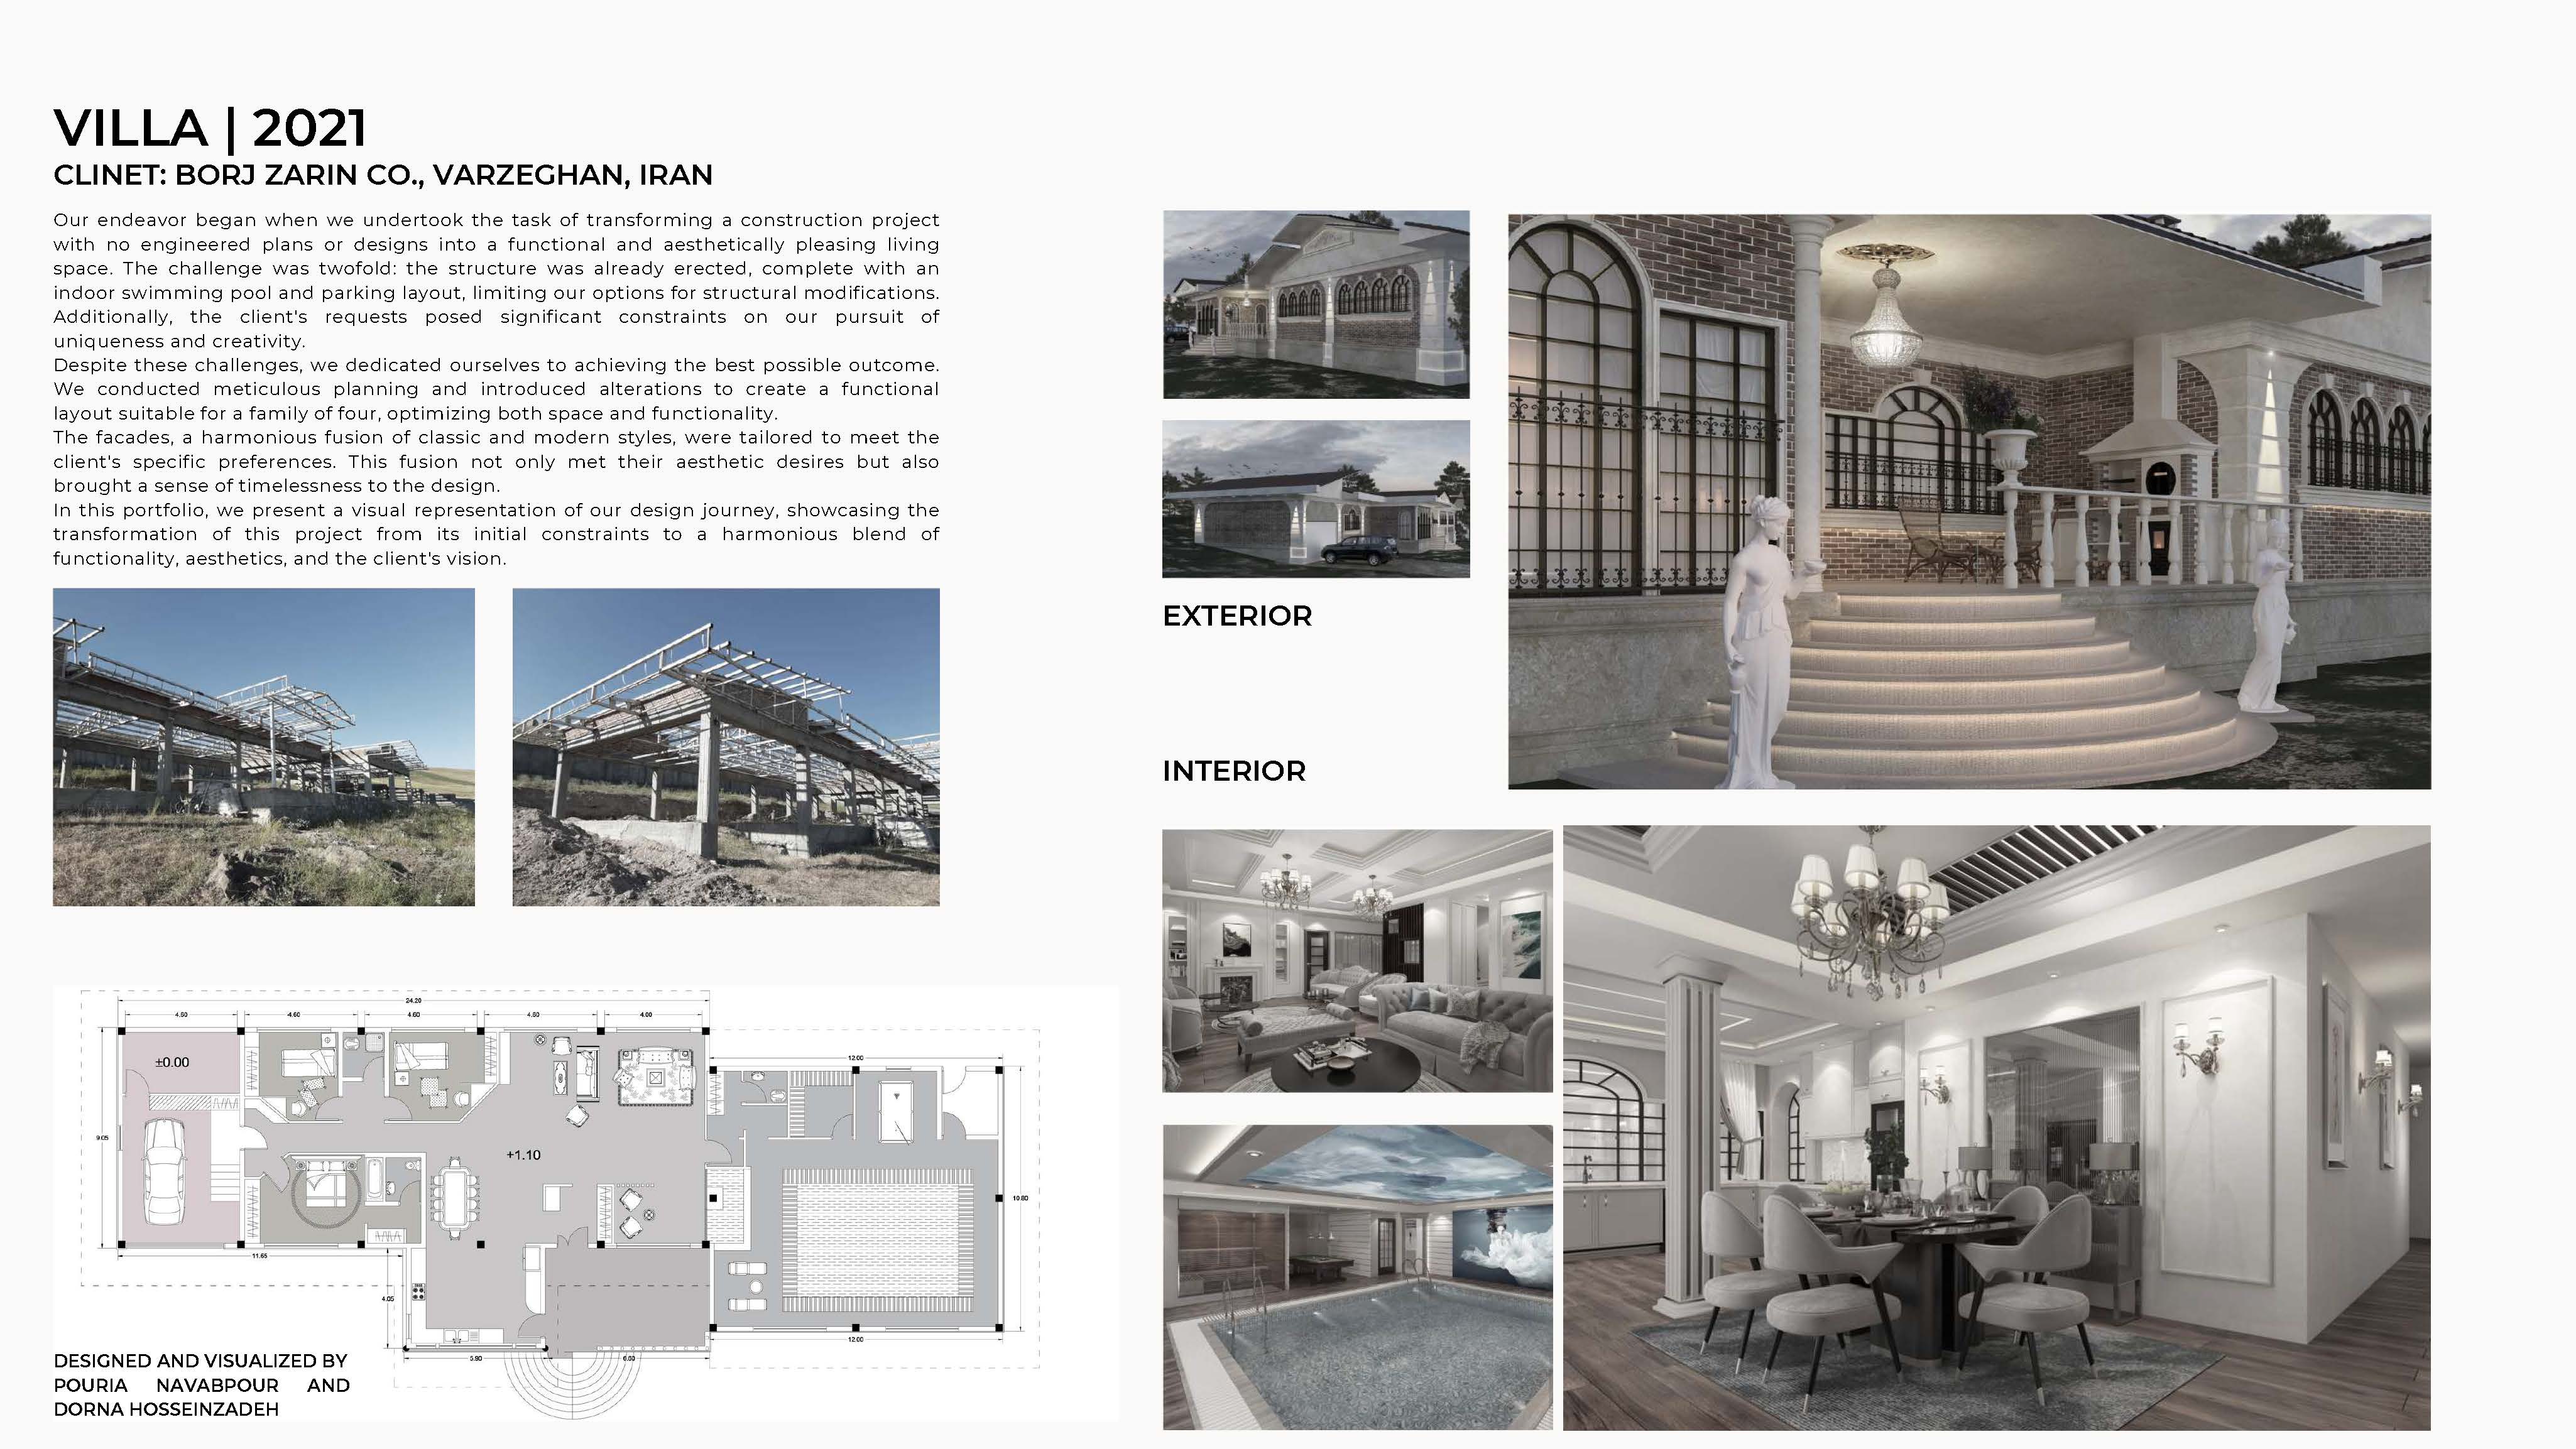 VILLA | 2021
CLINET: BORJ ZARIN CO., VARZEGHAN, IRAN
Our endeavor began when we undertook the task of transforming a construction project
with no engineered plans or designs into a functional and aesthetically pleasing living
space. The challenge was twofold: the structure was already erected, complete with an
indoor swimming pool and parking layout, limiting our options for structural modifications.
Additionally, the client's requests posed significant constraints on our pursuit of
uniqueness and creativity.
Despite these challenges, we dedicated ourselves to achieving the best possible outcome.
We conducted meticulous planning and introduced alterations to create a functional
layout suitable for a family of four, optimizing both space and functionality.
The facades, a harmonious fusion of classic and modern styles, were tailored to meet the
client's specific preferences. This fusion not only met their aesthetic desires but also
brought a sense of timelessness to the design.
In this portfolio, we present a visual representation of our design journey, showcasing the
transformation of this project from its initial constraints to a harmonious blend of
functionality, aesthetics, and the client's vision.
24.20
4.60 4.60 4.00
±0.00
12.00
9.05
+1.10
10.80
11.65
4.05
12.00
5.90 6.00
DESIGNED AND VISUALIZED BY
POURIA NAVABPOUR AND
DORNA HOSSEINZADEH
EXTERIOR
INTERIOR